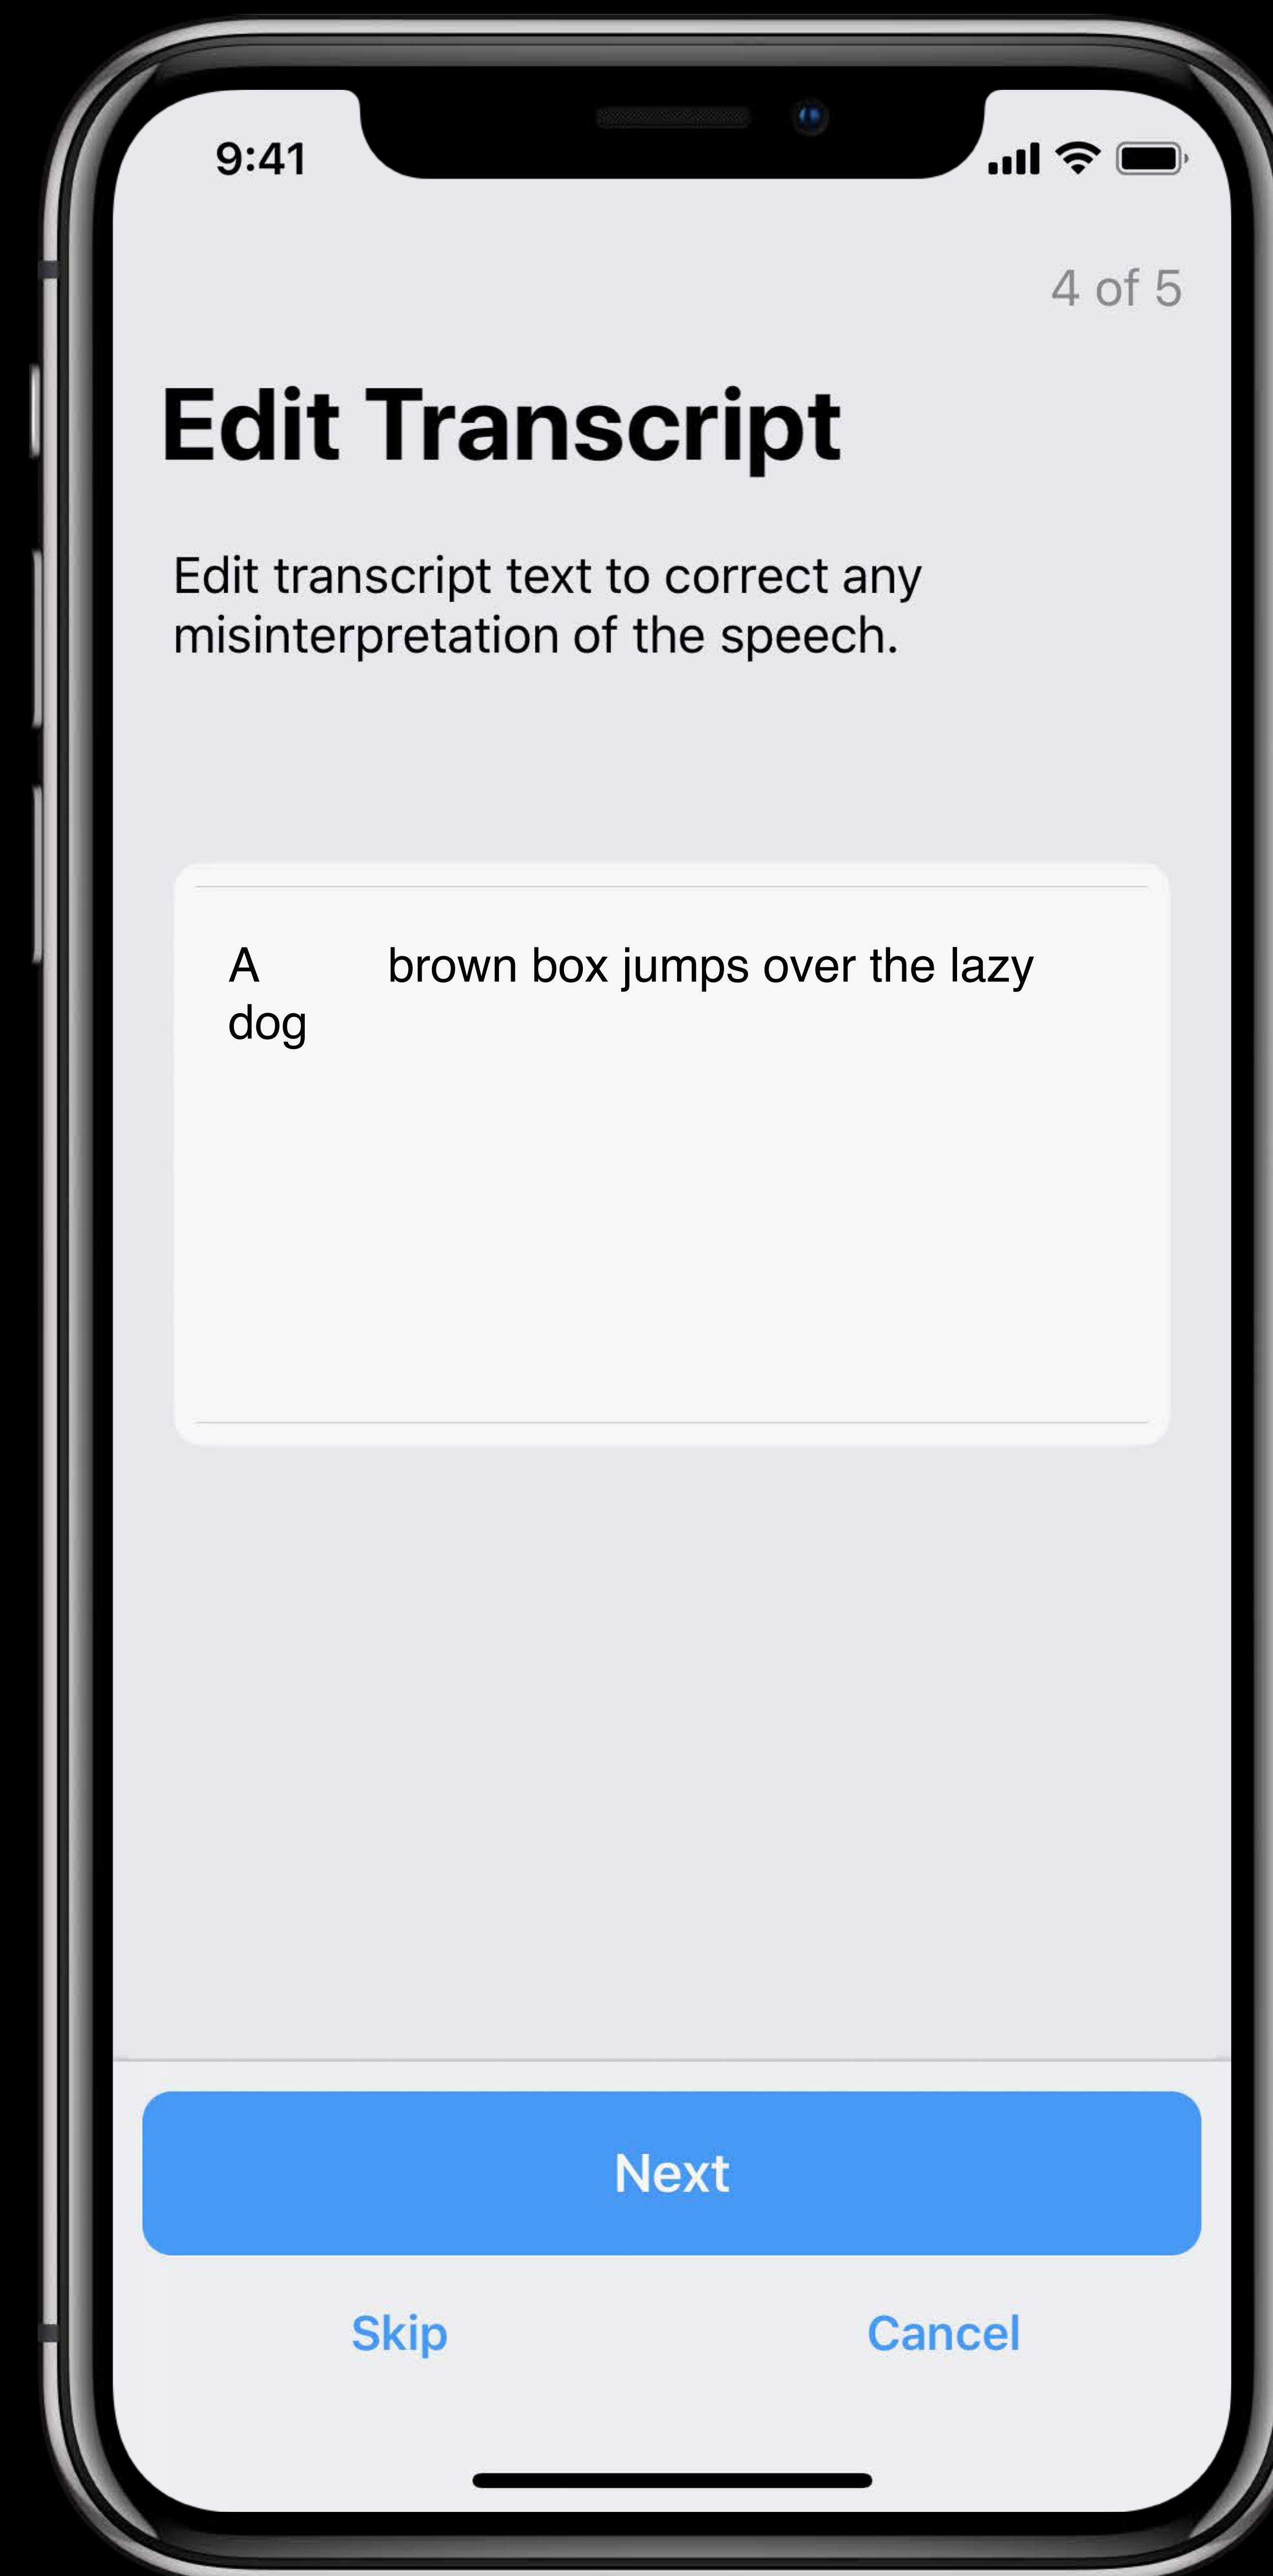 9:41
4 of 5
Edit Transcript
Edit transcript text to correct any
misinterpretation of the speech.
A brown box jumps over the lazy
dog
Next
Skip
Cancel